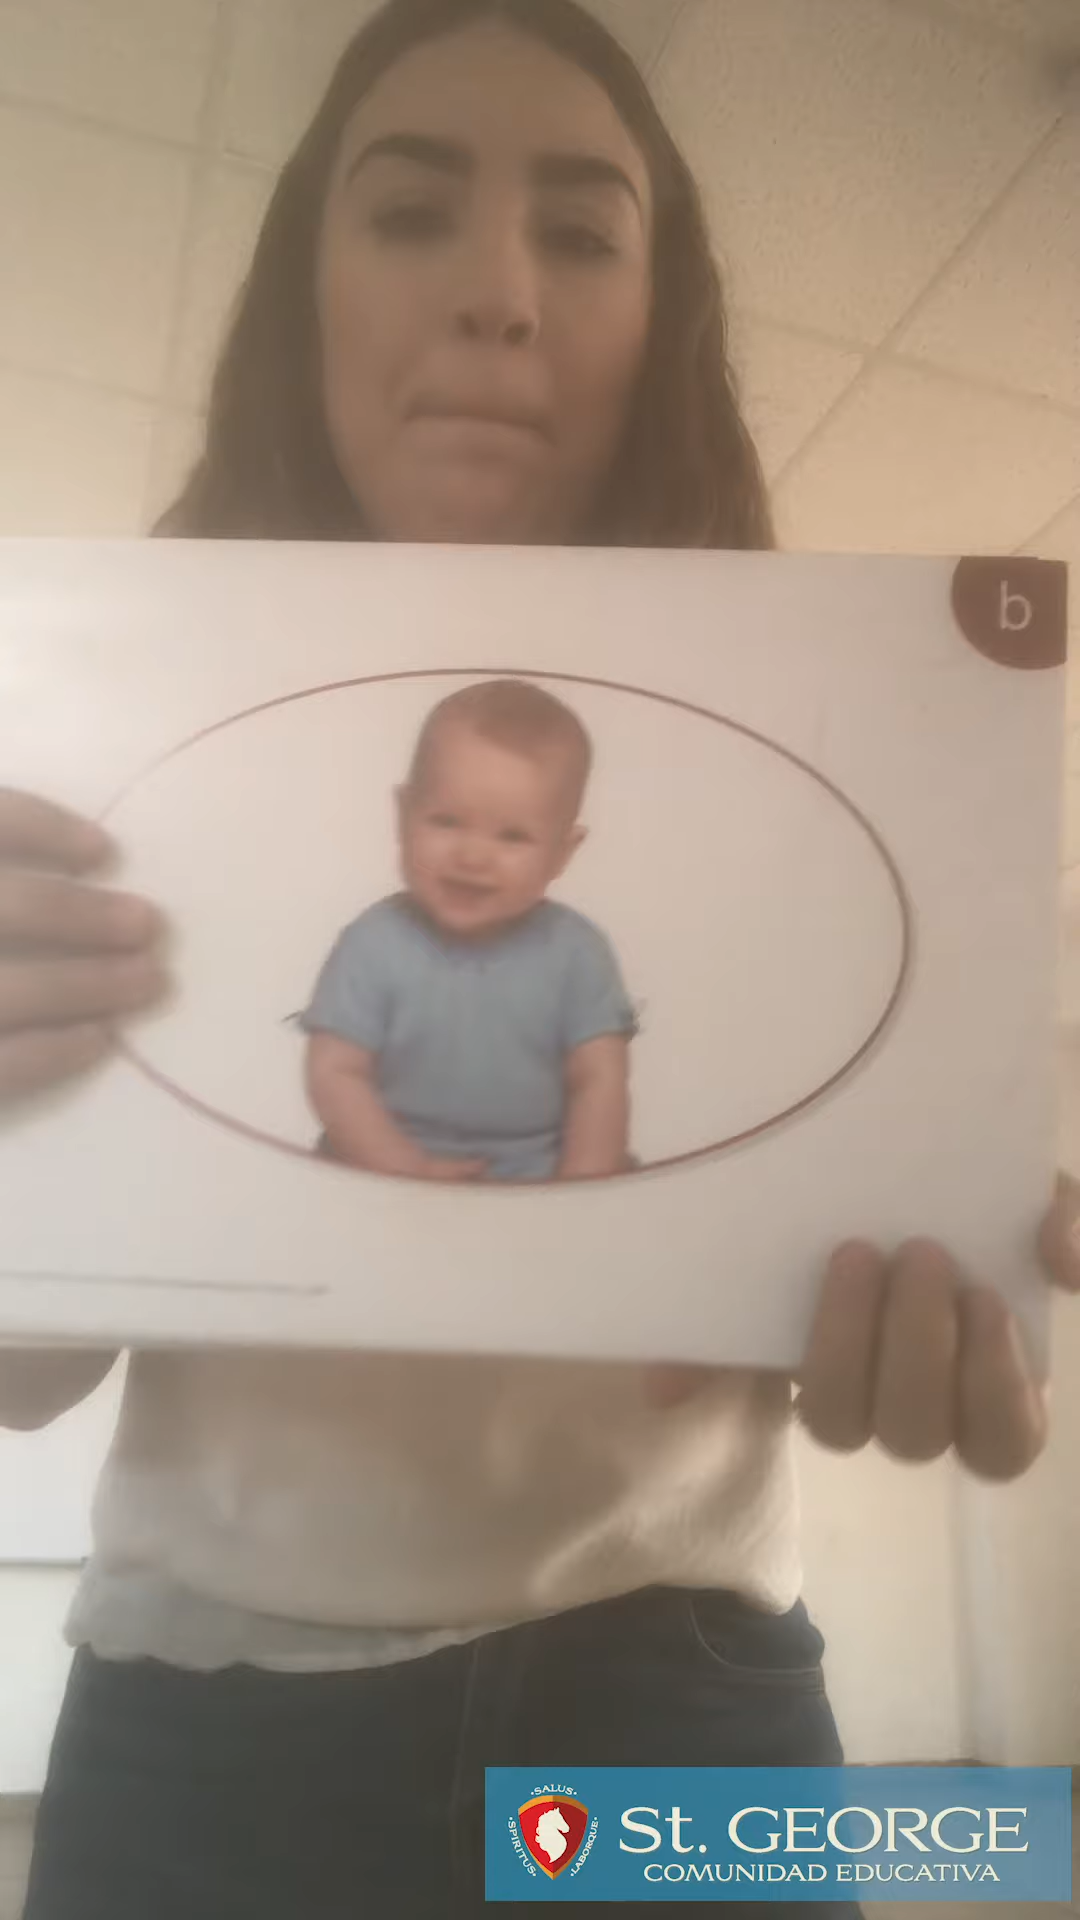 b
·SALUS·
·SPIRITUS·
·LABORQUE·
St. GEORGE
COMUNIDAD EDUCATIVA